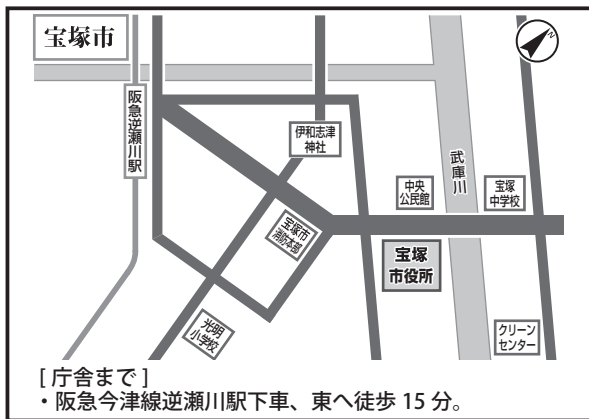 宝塚市
N
阪急逆瀬川駅
伊和志津
神社
武庫川
中央
公民館
宝塚
中学校
宝塚市
消防本部
宝塚
市役所
光明
小学校
クリーン
センター
[ 庁舎まで ]
・阪急今津線逆瀬川駅下車、東へ徒歩 15 分。